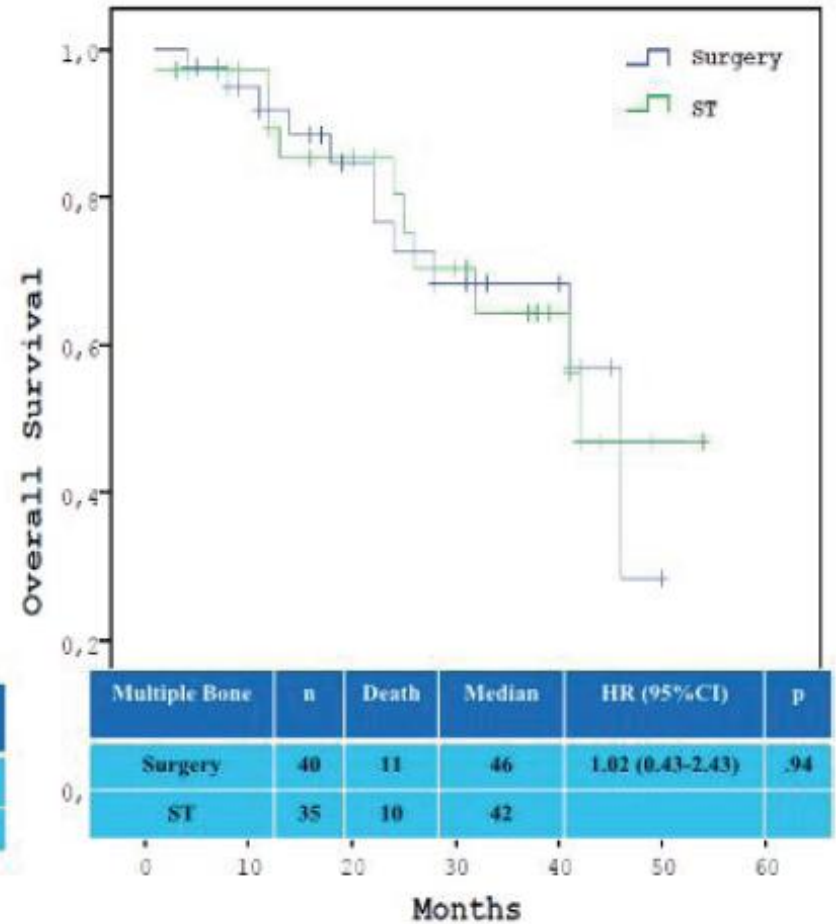 Surgery
ST
Overall Survival
1,0
0,8
0,6
0,4
0,2
0,
Multiple Bone n Death Median HR (95%CI) p
Surgery 40 11 46 1.02 (0.43-2.43) .94
ST 35 10 42
0 10 20 30 40 50 60
Months